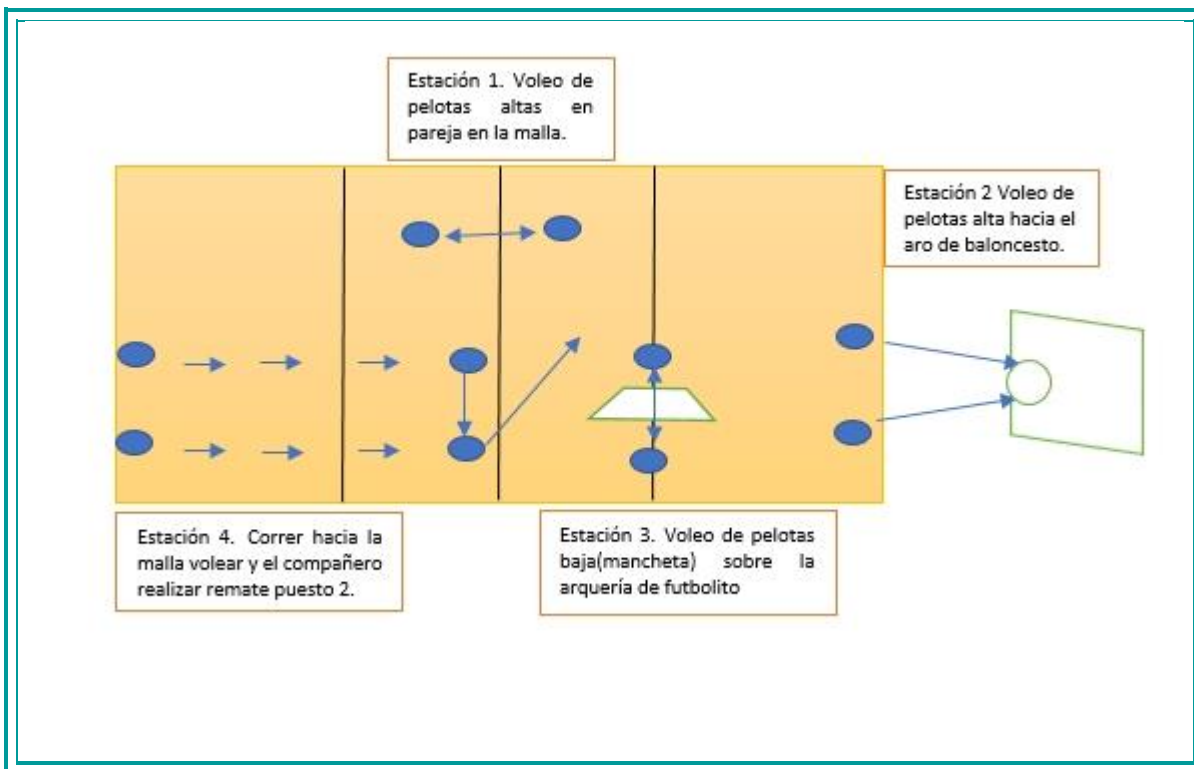 Estación 1. Voleo de
pelotas altas en
pareja en la malla.
Estación 2 Voleo de
pelotas alta hacia el
aro de baloncesto.
Estación 4. Correr hacia la
malla volear y el compañero
realizar remate puesto 2.
Estación 3. Voleo de pelotas
baja(mancheta) sobre la
arquería de futbolito